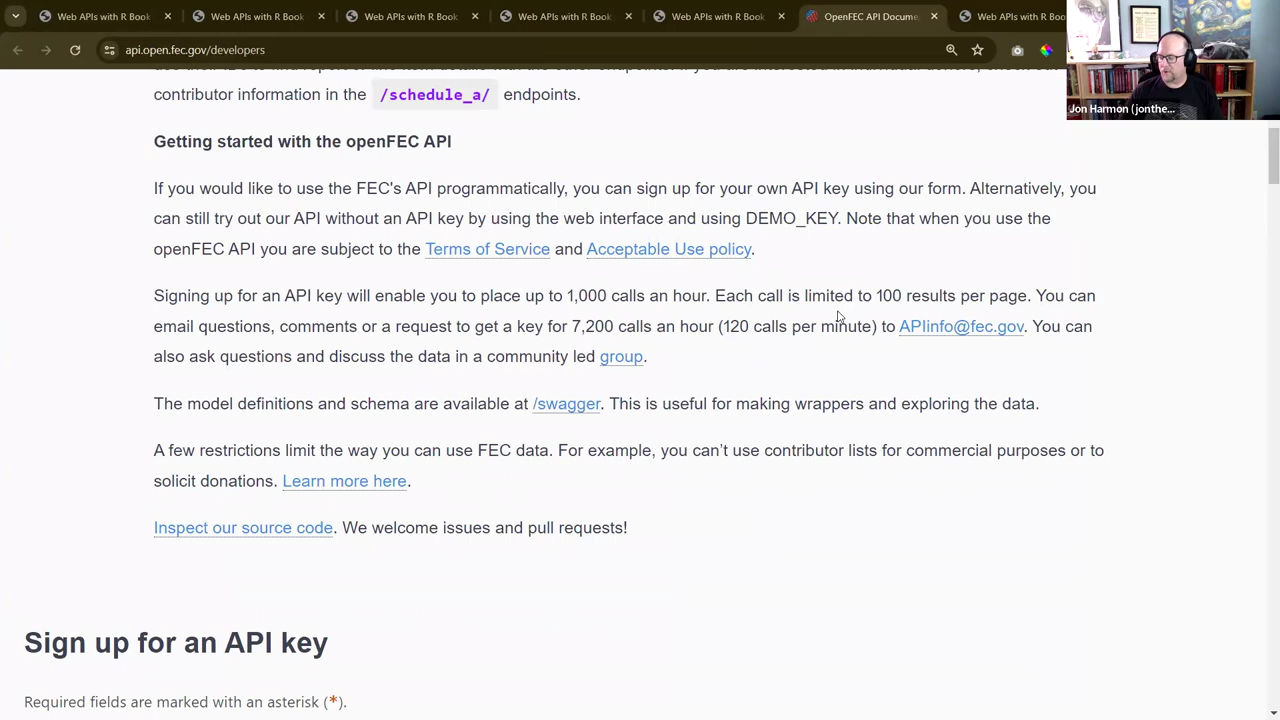 Web APIs with R Book
Web APIs with R Book
Web APIs with R Book
Web APIs with R Book
Web APIs with R Book
OpenFEC API Docume
Web APIs with R Boo
api.open.fec.gov/developers
contributor information in the /schedule_a/ endpoints.
Getting started with the openFEC API
If you would like to use the FEC's API programmatically, you can sign up for your own API key using our form. Alternatively, you
can still try out our API without an API key by using the web interface and using DEMO_KEY. Note that when you use the
openFEC API you are subject to the Terms of Service and Acceptable Use policy.
Signing up for an API key will enable you to place up to 1,000 calls an hour. Each call is limited to 100 results per page. You can
email questions, comments or a request to get a key for 7,200 calls an hour (120 calls per minute) to APIinfo@fec.gov. You can
also ask questions and discuss the data in a community led group.
The model definitions and schema are available at /swagger. This is useful for making wrappers and exploring the data.
A few restrictions limit the way you can use FEC data. For example, you can’t use contributor lists for commercial purposes or to
solicit donations. Learn more here.
Inspect our source code. We welcome issues and pull requests!
Sign up for an API key
Required fields are marked with an asterisk (*).
Jon Harmon (jonthe...